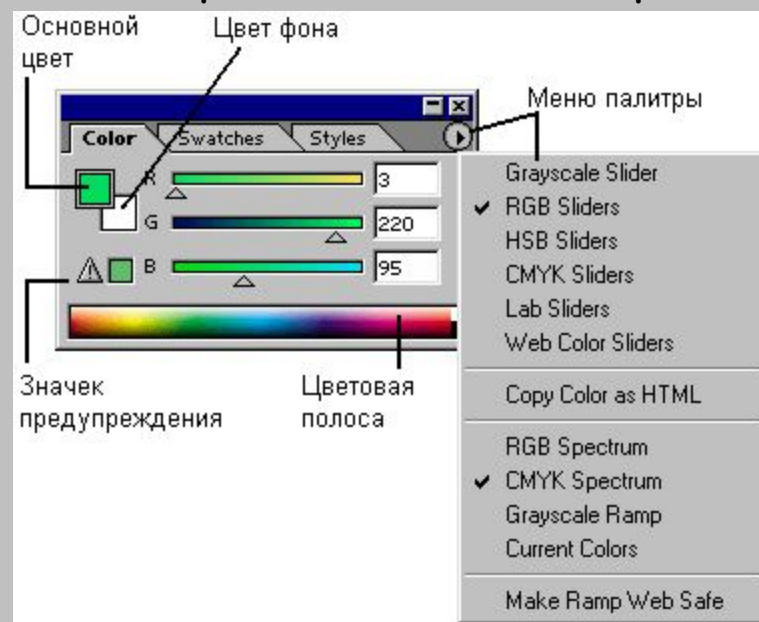 Основной
цвет
Цвет фона
Меню палитры
Color
Swatches
Styles
R
3
G
220
B
95
Значек
предупреждения
Цветовая
полоса
Grayscale Slider
✔ RGB Sliders
HSB Sliders
CMYK Sliders
Lab Sliders
Web Color Sliders
Copy Color as HTML
RGB Spectrum
✔ CMYK Spectrum
Grayscale Ramp
Current Colors
Make Ramp Web Safe